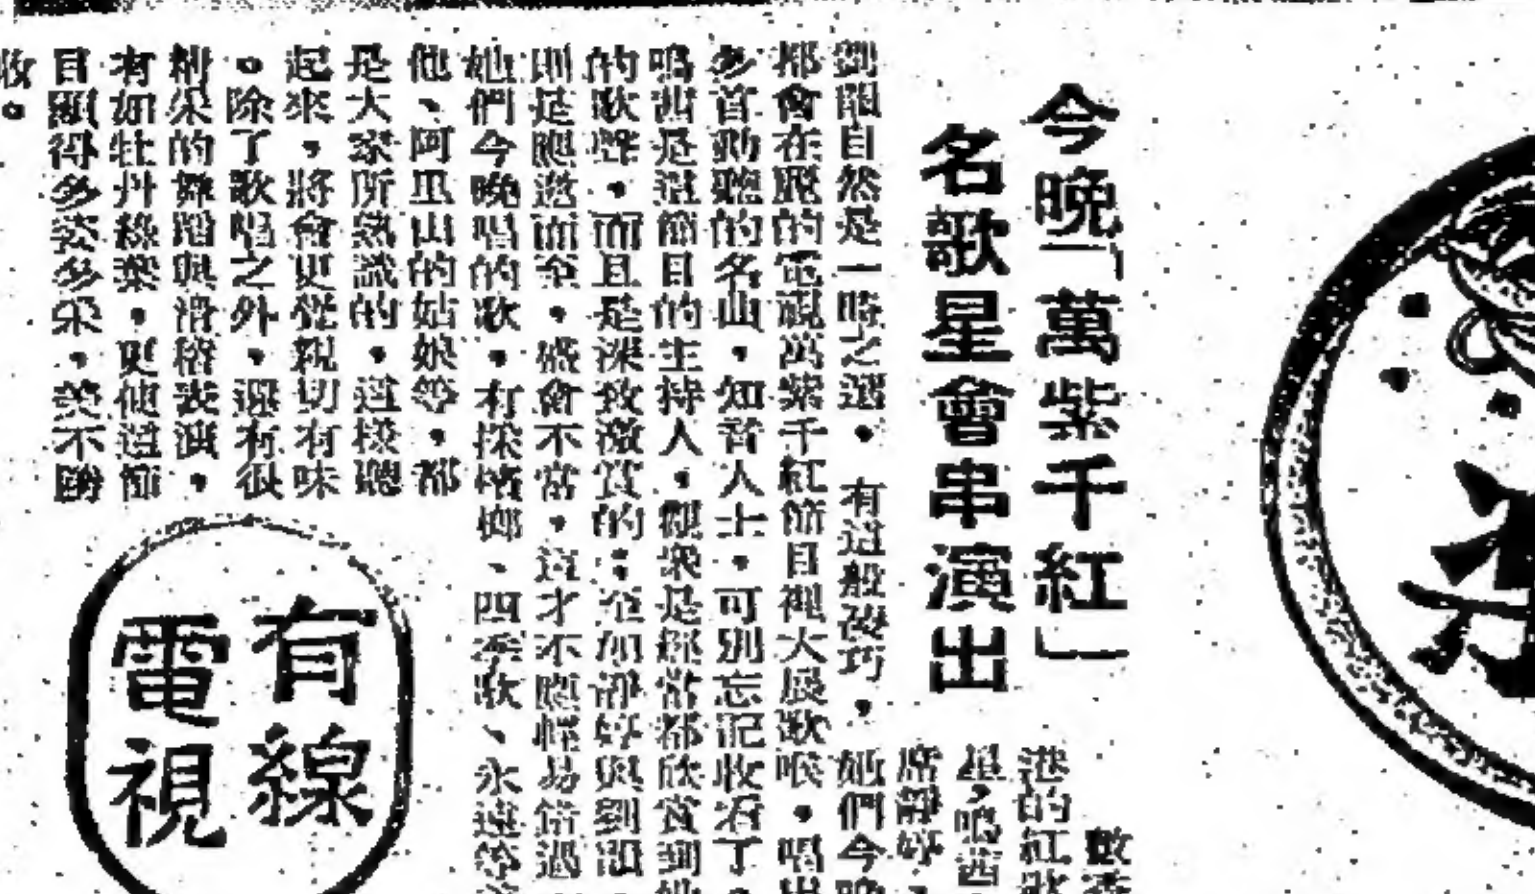 今晚「萬紫千紅」
名歌星會串演出
數
港的紅歌
星,鳴茜
席靜婷、
劉韻自然是一時之選。有這般凑巧,她們今晚
都會在麗的電視萬紫千紅節目裡大展歌喉。唱出
多首動聽的名曲,知音人士,可別忘記收看了。
鳴茜是這節目的主持人,觀衆是經常都欣賞到她
的歌聲,而且是深致激賞的;至如靜婷與劉韻,
則是應邀而至,盛會不常,這才不應輕易錯過,
她們今晚唱的歌,有採檳榔、四季歌、永遠等
他、阿里山的姑娘等,都
是大家所熟識的,這樣聽
起來,將會更覺親切有味
。除了歌唱之外,還有很
精采的舞蹈與滑稽表演,
有如牡丹綠葉,更使這節
目顯得多姿多采,美不勝
收。
有線
電視